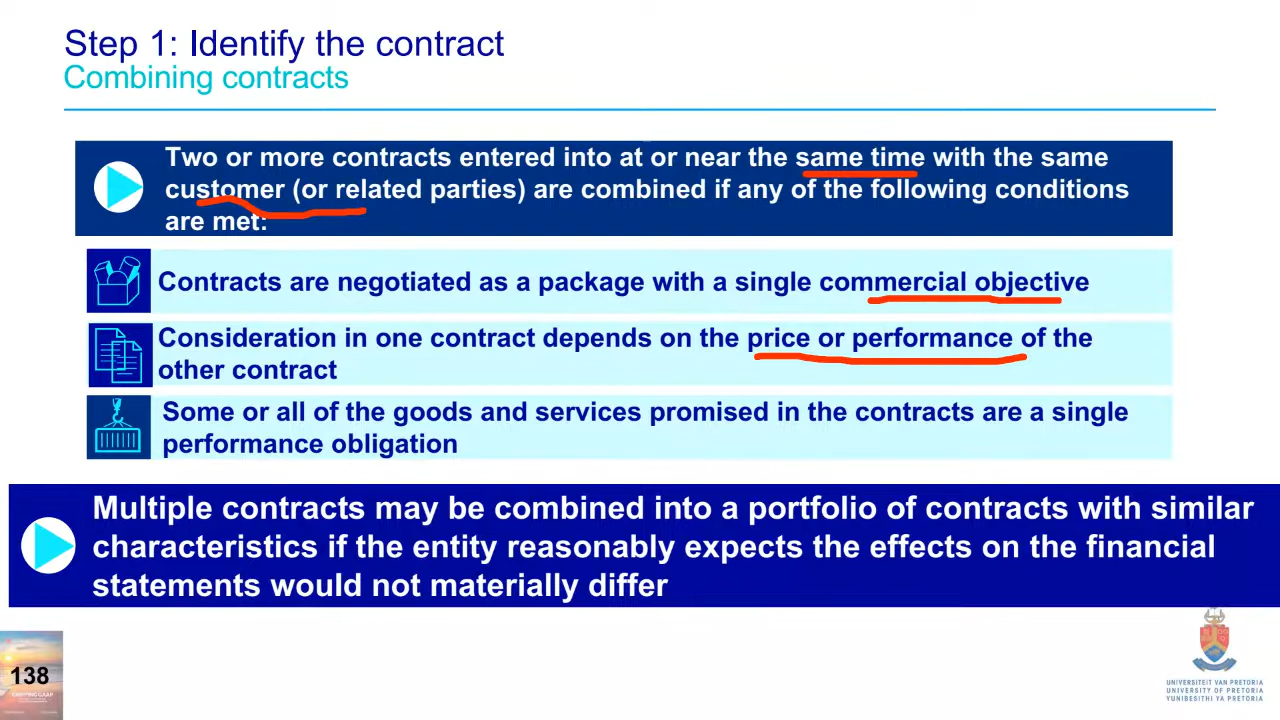 Step 1: Identify the contract
Combining contracts
Two or more contracts entered into at or near the same time with the same
customer (or related parties) are combined if any of the following conditions
are met:
Contracts are negotiated as a package with a single commercial objective
Consideration in one contract depends on the price or performance of the
other contract
Some or all of the goods and services promised in the contracts are a single
performance obligation
Multiple contracts may be combined into a portfolio of contracts with similar
characteristics if the entity reasonably expects the effects on the financial
statements would not materially differ
138
UNIVERSITEIT VAN PRETORIA
UNIVERSITY OF PRETORIA
YUNIBESITHI YA PRETORIA